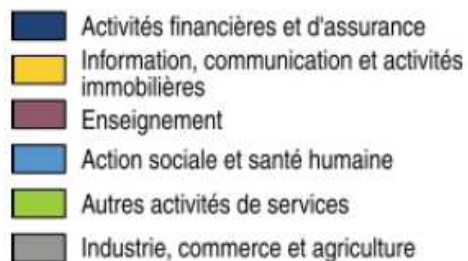 Activités financières et d'assurance
Information, communication et activités
immobilières
Enseignement
Action sociale et santé humaine
Autres activités de services
Industrie, commerce et agriculture